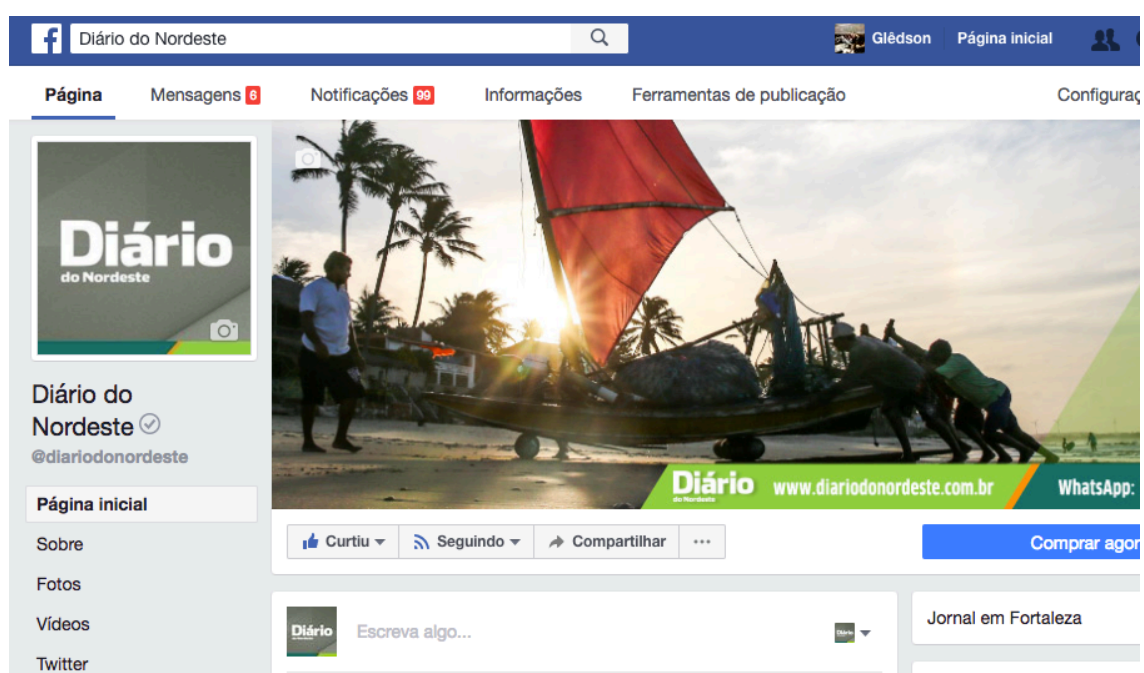 Diário do Nordeste
Glêdson
Página inicial
Página
Mensagens 6
Notificações 99
Informações
Ferramentas de publicação
Configuraç
Diário
do Nordeste
Diário do
Nordeste
@diariodonordeste
Página inicial
Sobre
Fotos
Vídeos
Twitter
Diário
do Nordeste
www.diariodonordeste.com.br
WhatsApp:
Curtiu
Seguindo
Compartilhar
Comprar agor
Diário
Escreva algo...
Diário
Jornal em Fortaleza